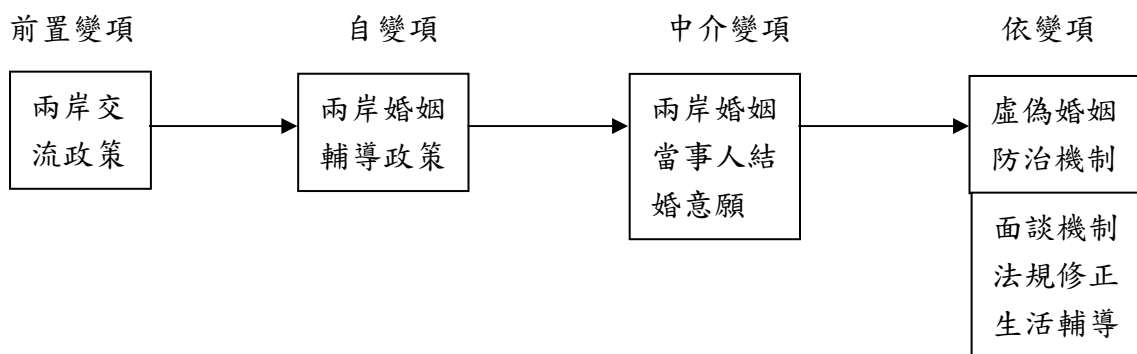 前置變項
自變項
中介變項
依變項
兩岸交
流政策
兩岸婚姻
輔導政策
兩岸婚姻
當事人結
婚意願
虛偽婚姻
防治機制
面談機制
法規修正
生活輔導